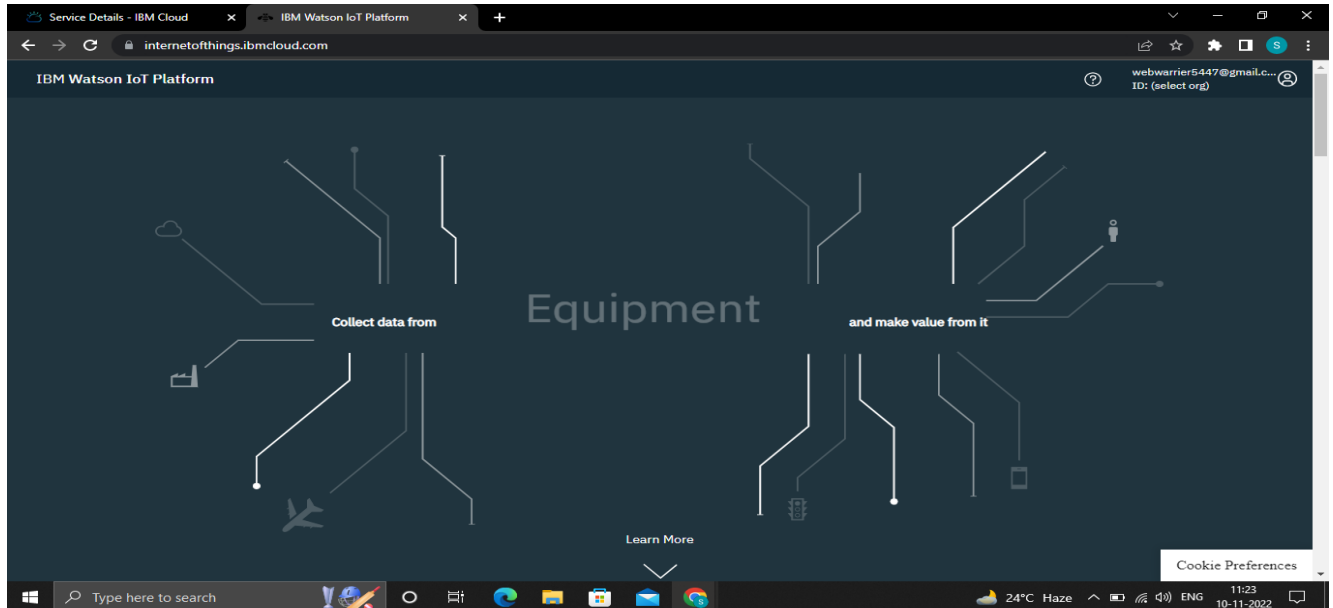 Service Details - IBM Cloud
IBM Watson IoT Platform
internetofthings.ibmcloud.com
S
IBM Watson IoT Platform
webwarrier5447@gmail.c...
ID: (select org)
Equipment
Collect data from
and make value from it
Learn More
Cookie Preferences
Type here to search
24°C Haze
ENG
11:23
10-11-2022